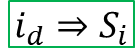 i_d ⇒ S_i